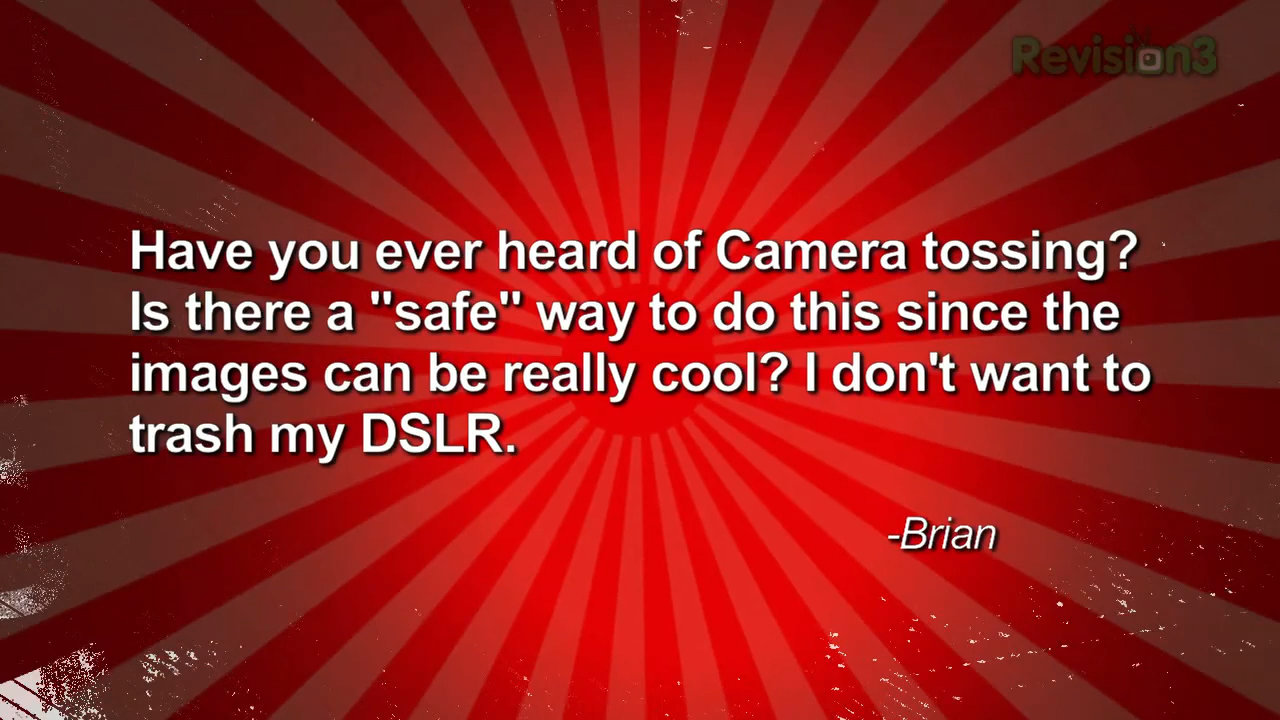 Revision3
Have you ever heard of Camera tossing?
Is there a "safe" way to do this since the
images can be really cool? I don't want to
trash my DSLR.
-Brian